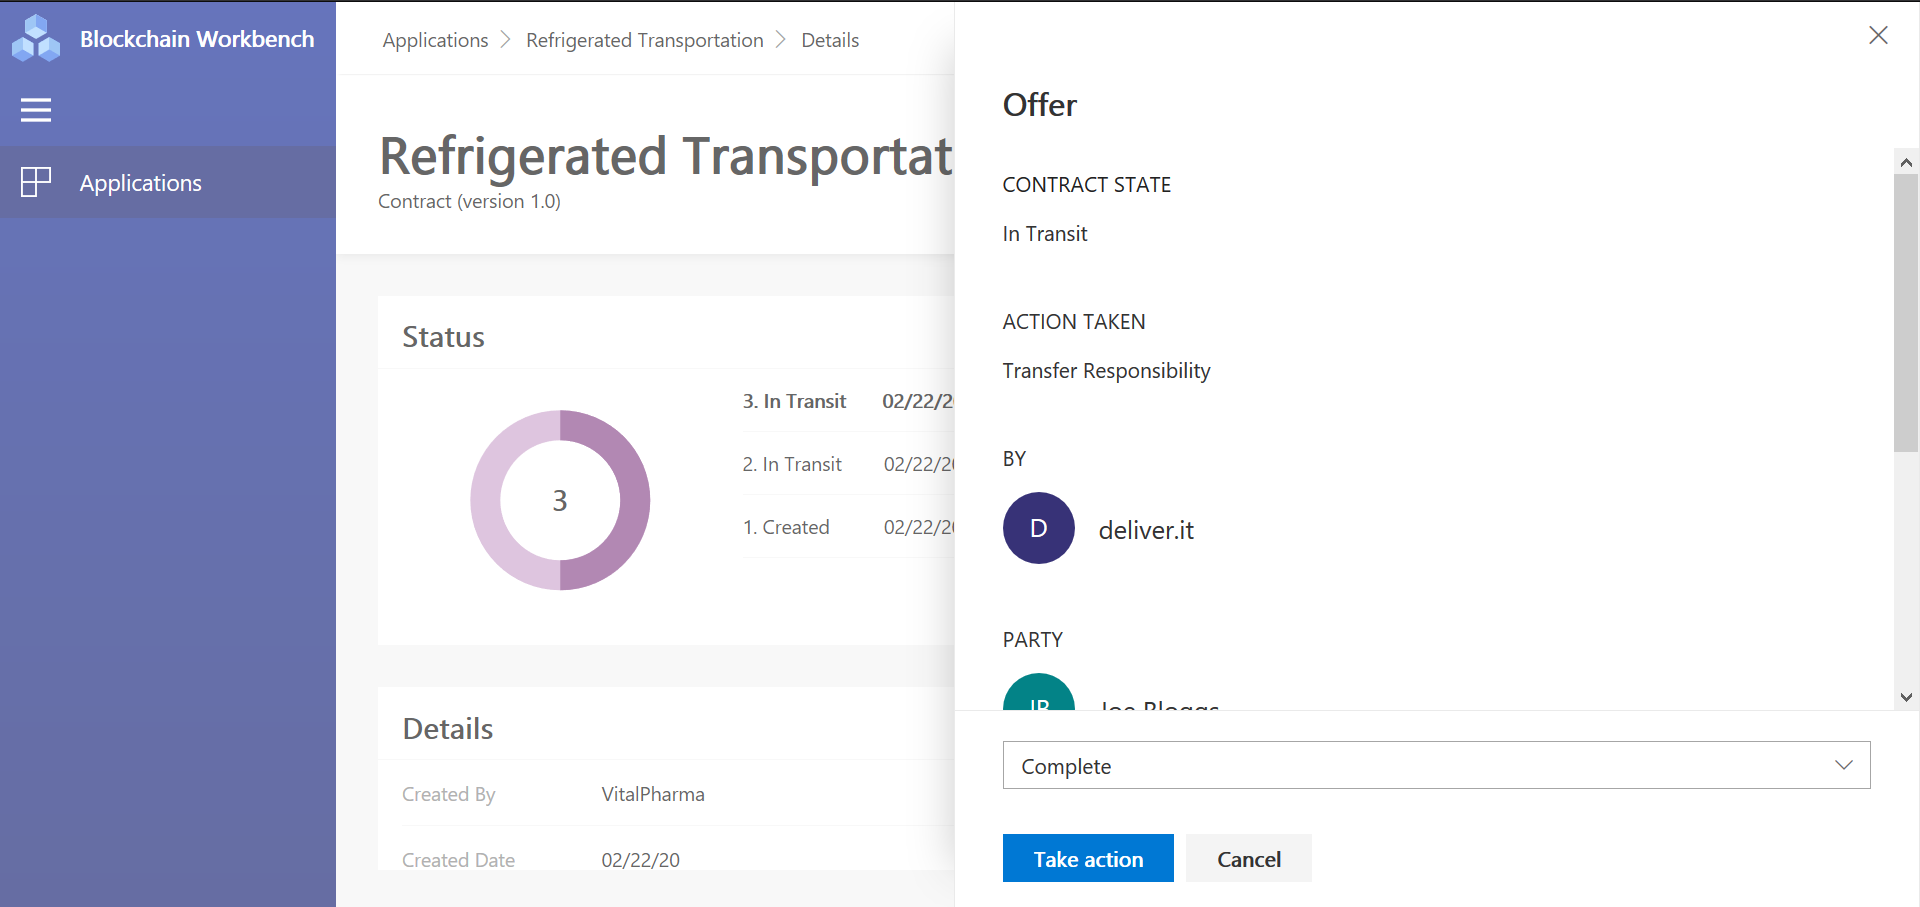 Blockchain Workbench
Applications
Applications > Refrigerated Transportation > Details
Refrigerated Transportat
Contract (version 1.0)
Status
3
3. In Transit 02/22/2
2. In Transit 02/22/2
1. Created 02/22/2
Details
Created By VitalPharma
Created Date 02/22/20
Offer
CONTRACT STATE
In Transit
ACTION TAKEN
Transfer Responsibility
BY
D deliver.it
PARTY
JB Joe Bloggs
Complete
Take action Cancel